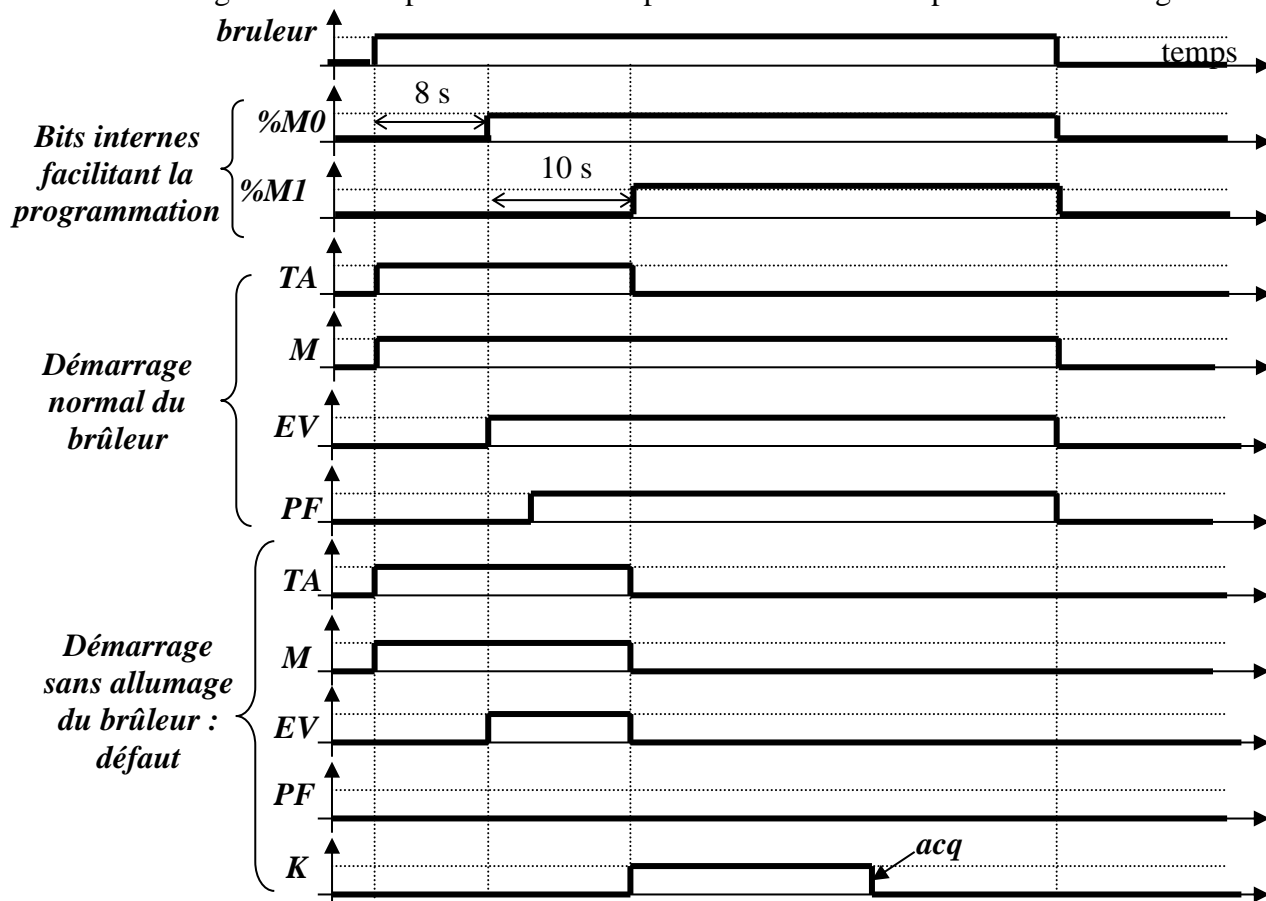 bruleur
temps
8 s
%M0
Bits internes
facilitant la
programmation
10 s
%M1
TA
M
Démarrage
normal du
brûleur
EV
PF
TA
Démarrage
sans allumage
du brûleur :
défaut
M
EV
PF
acq
K